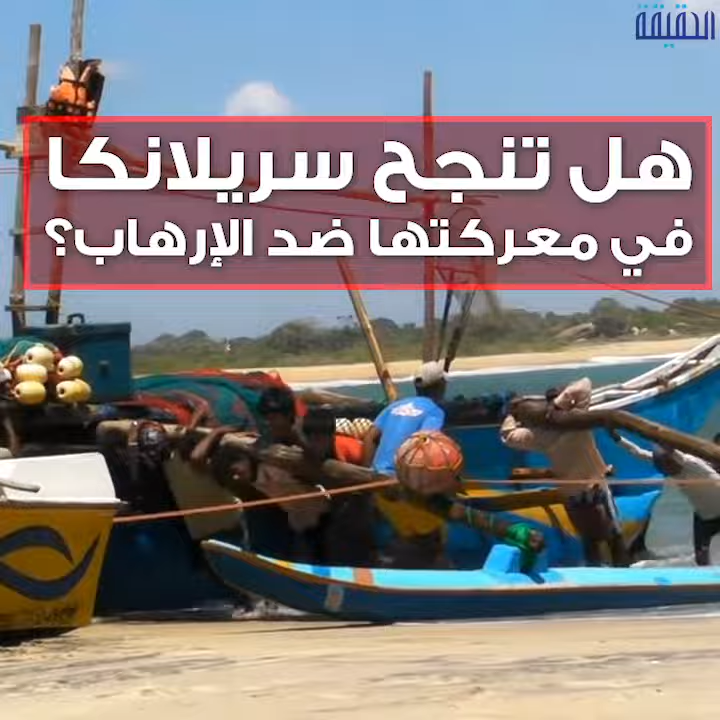 الحقيقة
هل تنجح سريلانكا
في معركتها ضد الإرهاب؟